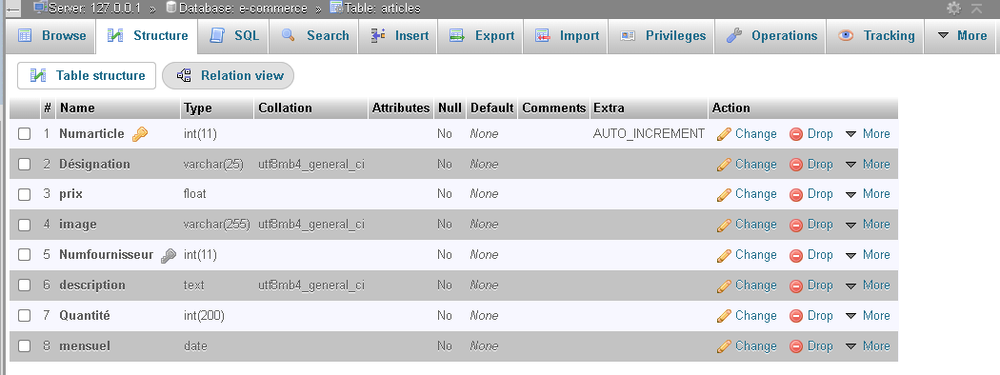 Server: 127.0.0.1 » Database: e-commerce » Table: articles
Browse Structure SQL Search Insert Export Import Privileges Operations Tracking More
Table structure Relation view
# Name Type Collation Attributes Null Default Comments Extra Action
1 Numarticle int(11) No None AUTO_INCREMENT Change Drop More
2 Désignation varchar(25) utf8mb4_general_ci No None Change Drop More
3 prix float No None Change Drop More
4 image varchar(255) utf8mb4_general_ci No None Change Drop More
5 Numfournisseur int(11) No None Change Drop More
6 description text utf8mb4_general_ci No None Change Drop More
7 Quantité int(200) No None Change Drop More
8 mensuel date No None Change Drop More